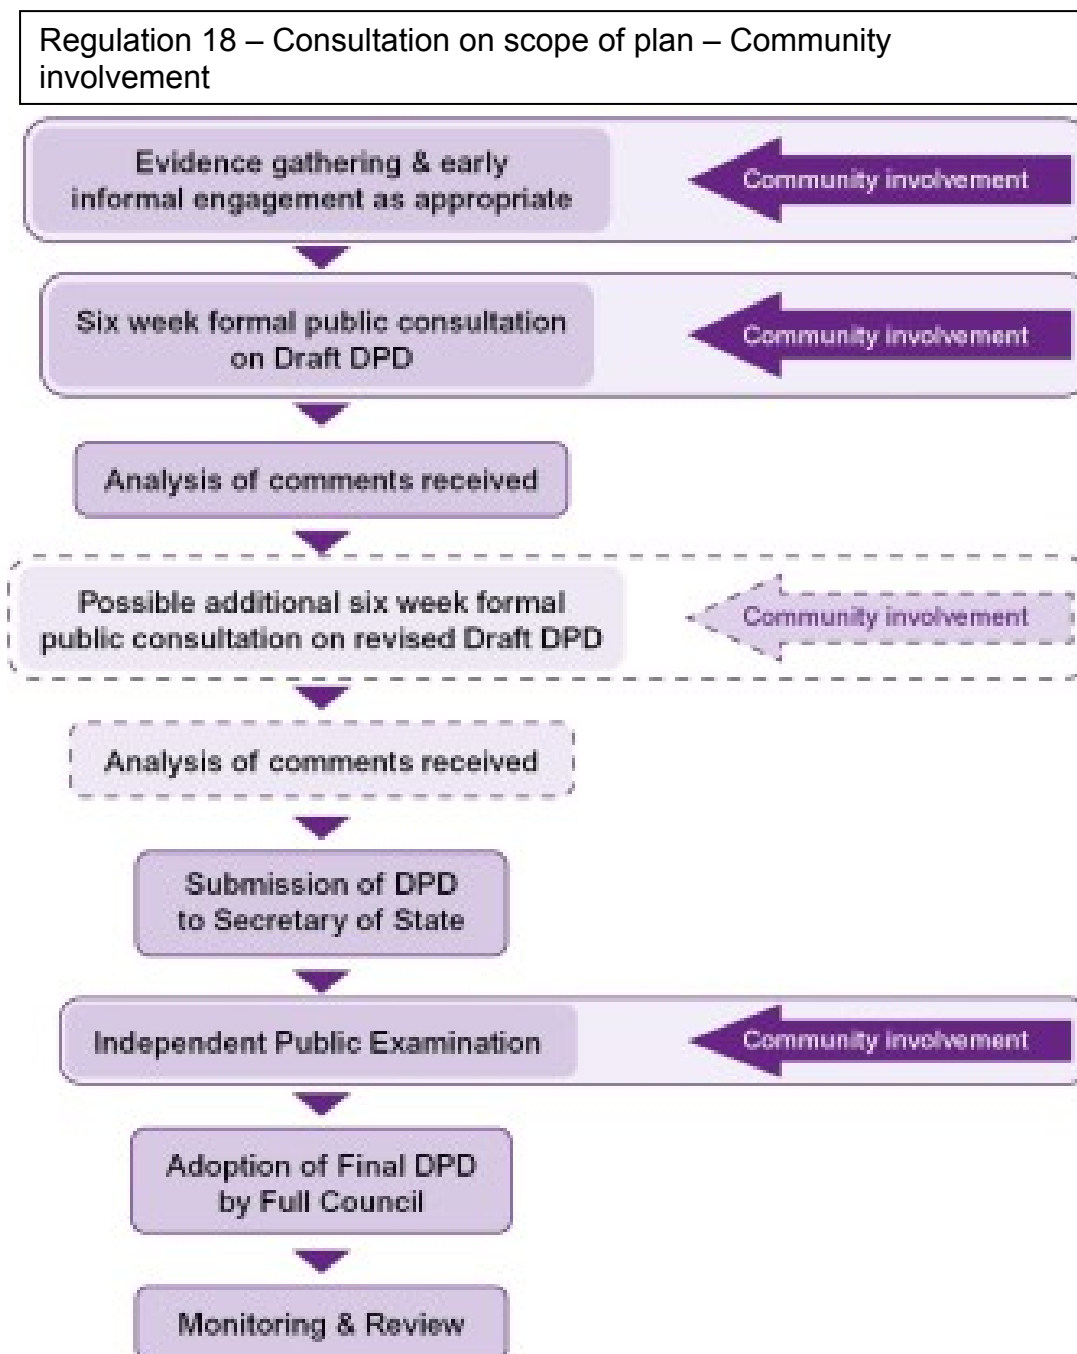 Regulation 18 – Consultation on scope of plan – Community
involvement
Evidence gathering & early
informal engagement as appropriate
Community involvement
Six week formal public consultation
on Draft DPD
Community involvement
Analysis of comments received
Possible additional six week formal
public consultation on revised Draft DPD
Community involvement
Analysis of comments received
Submission of DPD
to Secretary of State
Independent Public Examination
Community involvement
Adoption of Final DPD
by Full Council
Monitoring & Review